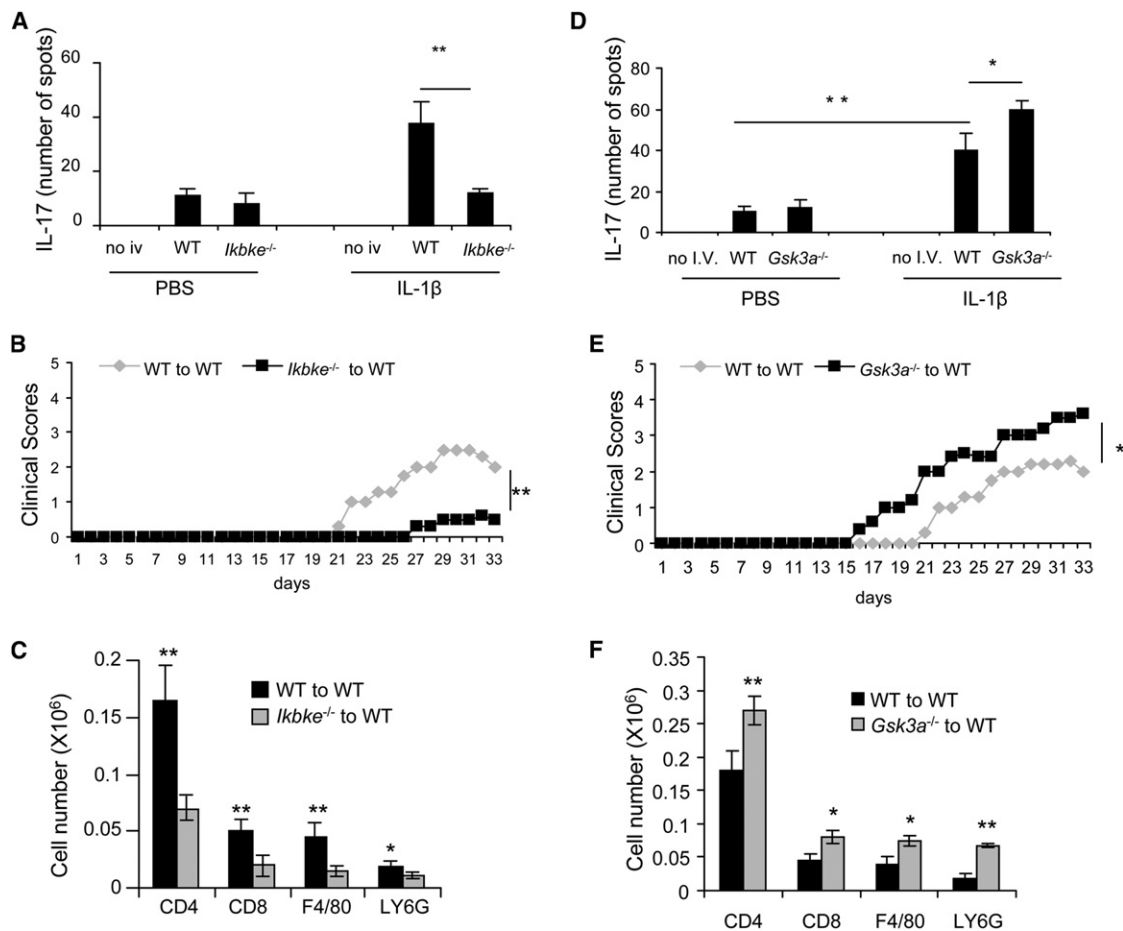 A
IL-17 (number of spots)
60
40
20
0
**
no iv WT Ikbke-/- no iv WT Ikbke-/-
PBS IL-1β
D
IL-17 (number of spots)
80
60
40
20
0
* *
*
no I.V. WT Gsk3a-/- no I.V. WT Gsk3a-/-
PBS IL-1β
B
WT to WT Ikbke-/- to WT
Clinical Scores
5
4
3
2
1
0
**
1 3 5 7 9 11 13 15 17 19 21 23 25 27 29 31 33
days
E
WT to WT Gsk3a-/- to WT
Clinical Scores
5
4
3
2
1
0
*
1 3 5 7 9 11 13 15 17 19 21 23 25 27 29 31 33
days
C
Cell number (X10⁶)
0.2
0.15
0.1
0.05
0
** ** ** *
WT to WT
Ikbke-/- to WT
CD4 CD8 F4/80 LY6G
F
Cell number (X10⁶)
0.35
0.3
0.25
0.2
0.15
0.1
0.05
0
** * * **
WT to WT
Gsk3a-/- to WT
CD4 CD8 F4/80 LY6G